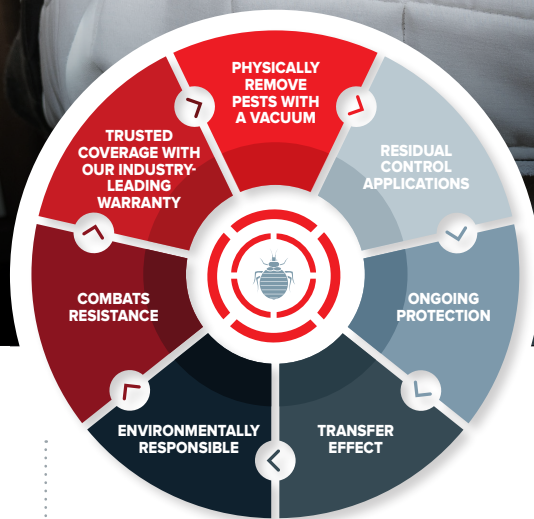 PHYSICALLY
REMOVE
PESTS WITH
A VACUUM
RESIDUAL
CONTROL
APPLICATIONS
ONGOING
PROTECTION
TRANSFER
EFFECT
ENVIRONMENTALLY
RESPONSIBLE
COMBATS
RESISTANCE
TRUSTED
COVERAGE WITH
OUR INDUSTRY-
LEADING
WARRANTY